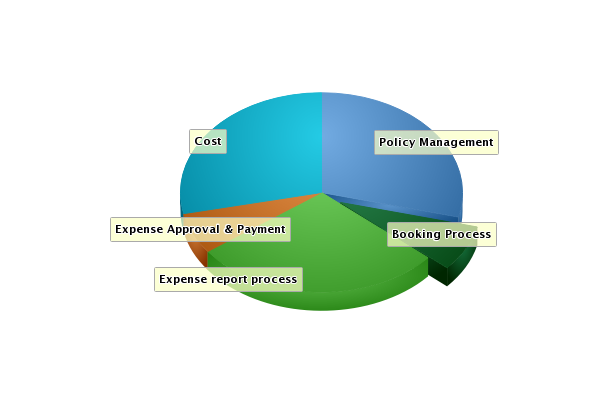 Cost
Policy Management
Expense Approval & Payment
Booking Process
Expense report process